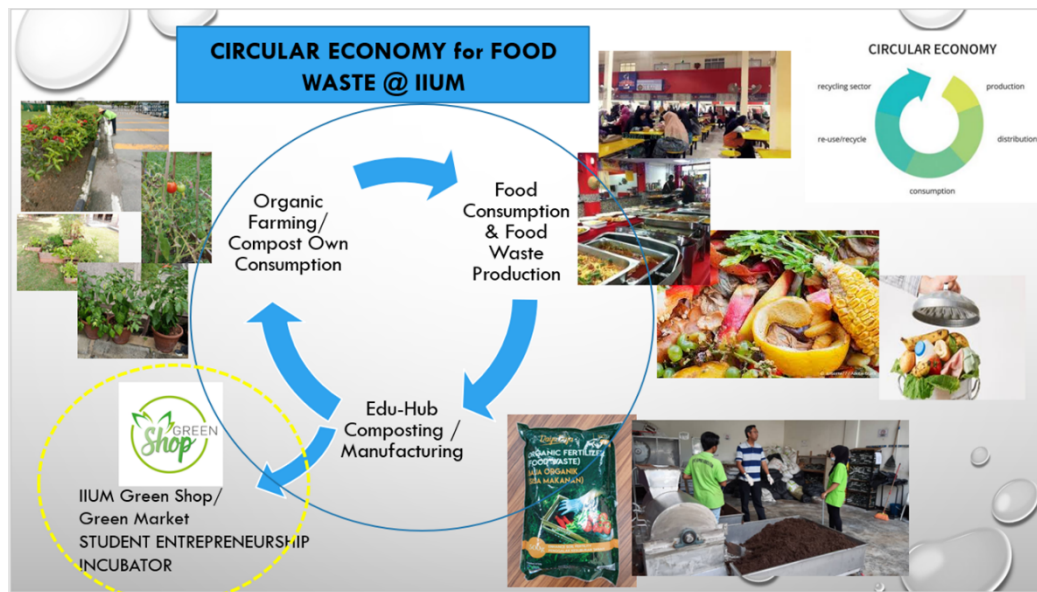 CIRCULAR ECONOMY for FOOD
WASTE @ IIUM
CIRCULAR ECONOMY
recycling sector
production
re-use/recycle
distribution
consumption
Organic
Farming/
Compost Own
Consumption
Food
Consumption
& Food
Waste
Production
Edu-Hub
Composting /
Manufacturing
GREEN
Shop
IIUM Green Shop/
Green Market
STUDENT ENTREPRENEURSHIP
INCUBATOR
ORGANIC FERTILIZER
(FOOD WASTE)
BAJA ORGANIK
(SISA MAKANAN)